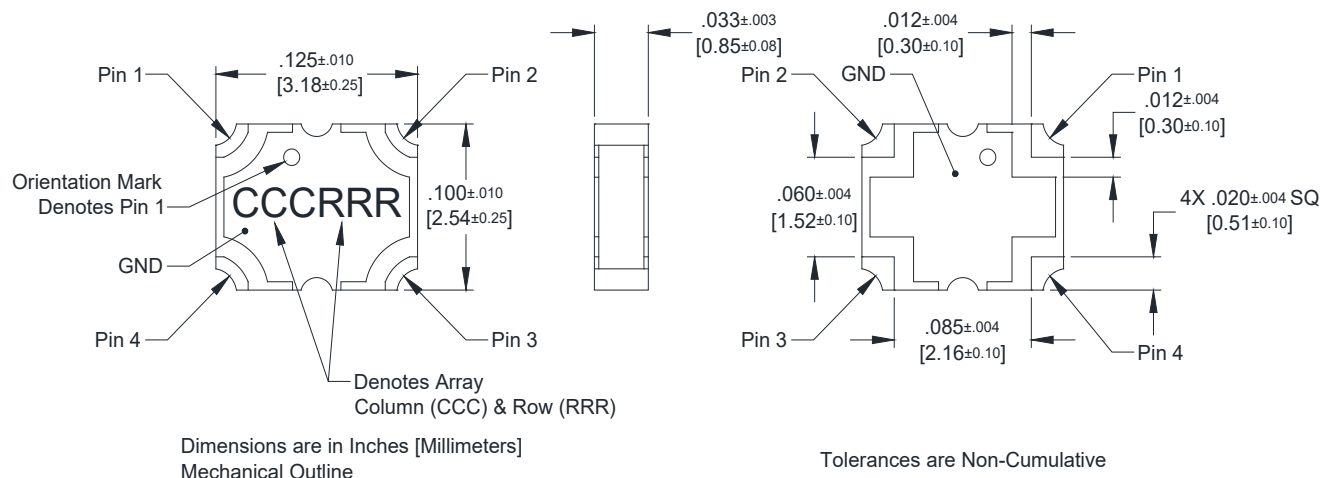 .125±.010
[3.18±0.25]
Pin 1
Pin 2
Orientation Mark
Denotes Pin 1
CCCRRR
.100±.010
[2.54±0.25]
GND
Pin 4
Pin 3
Denotes Array
Column (CCC) & Row (RRR)
Dimensions are in Inches [Millimeters]
Mechanical Outline
.033±.003
[0.85±0.08]
.012±.004
[0.30±0.10]
Pin 2
GND
Pin 1
.012±.004
[0.30±0.10]
.060±.004
[1.52±0.10]
4X .020±.004 SQ
[0.51±0.10]
Pin 3
.085±.004
[2.16±0.10]
Pin 4
Tolerances are Non-Cumulative